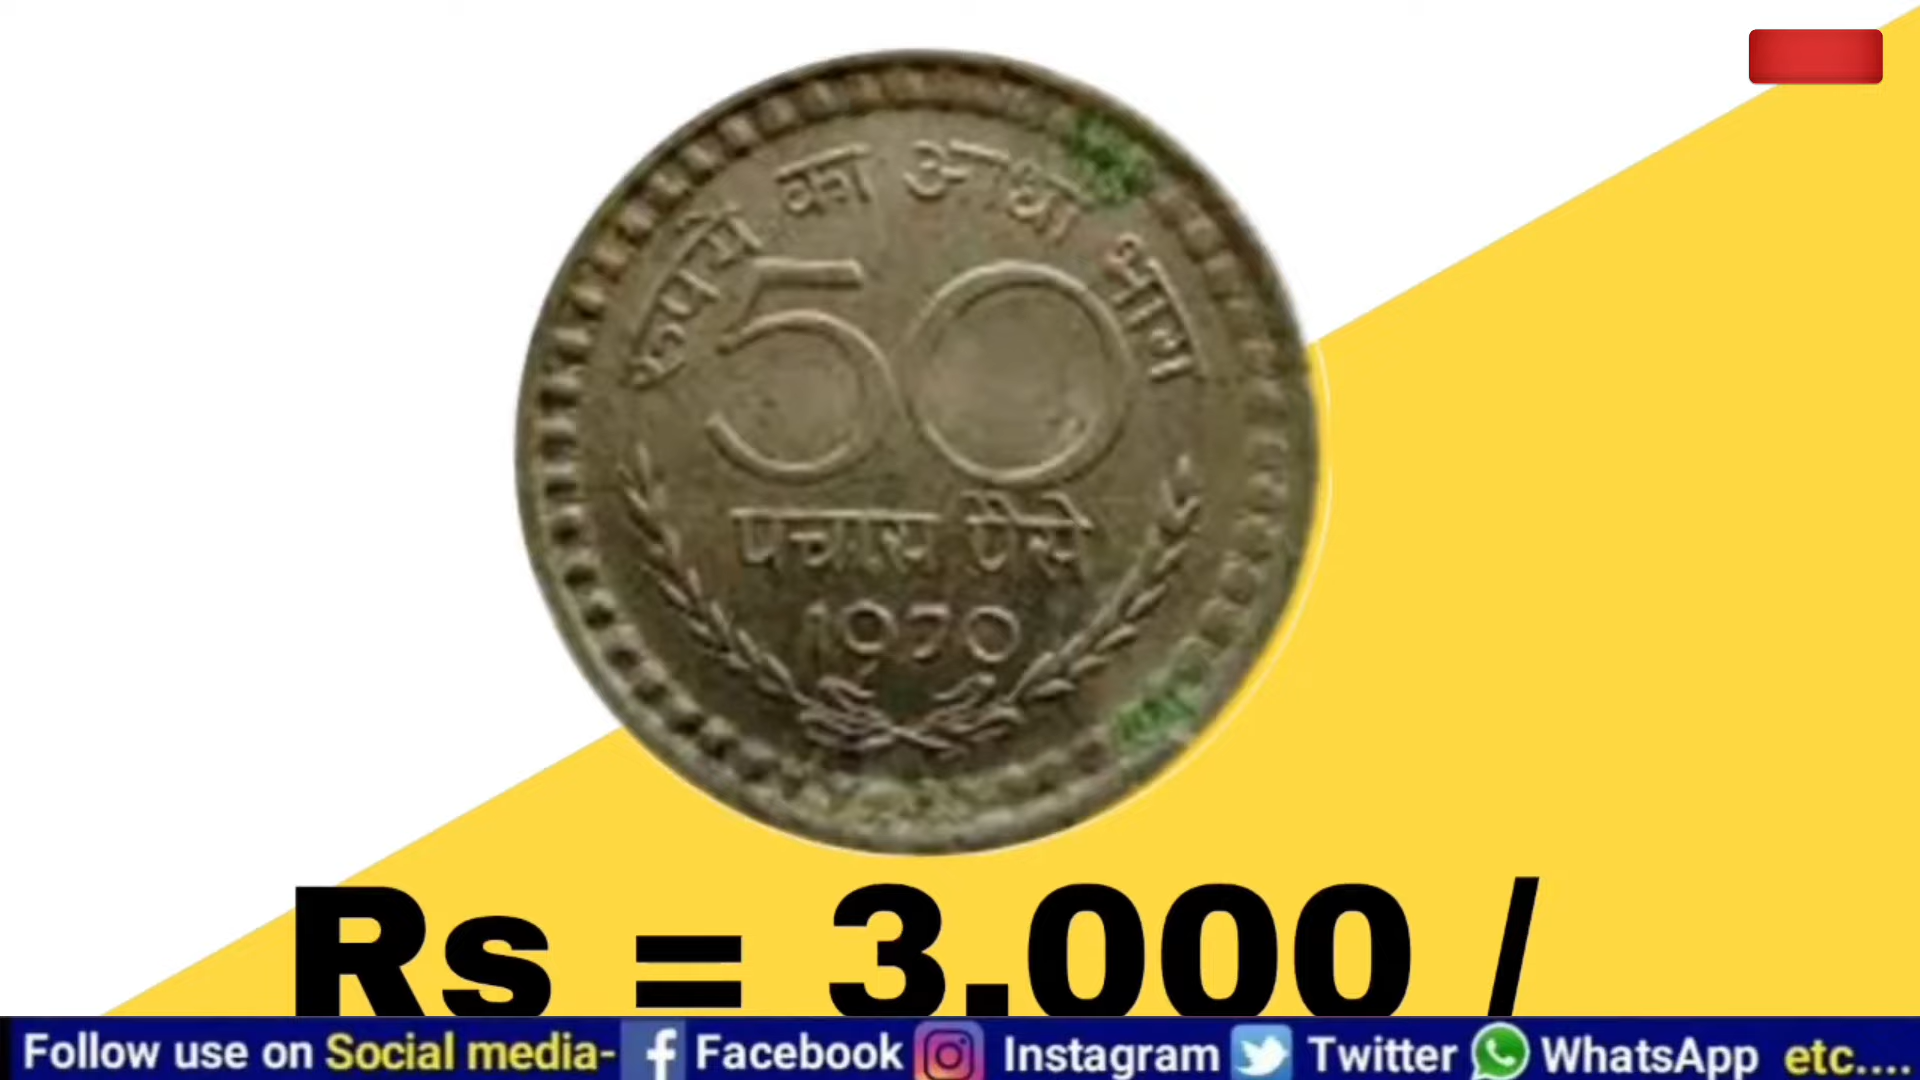 रूपये का आधा भाग
50
पचास पैसे
1970
Rs = 3.000 /
Follow use on Social media- Facebook Instagram Twitter WhatsApp etc....